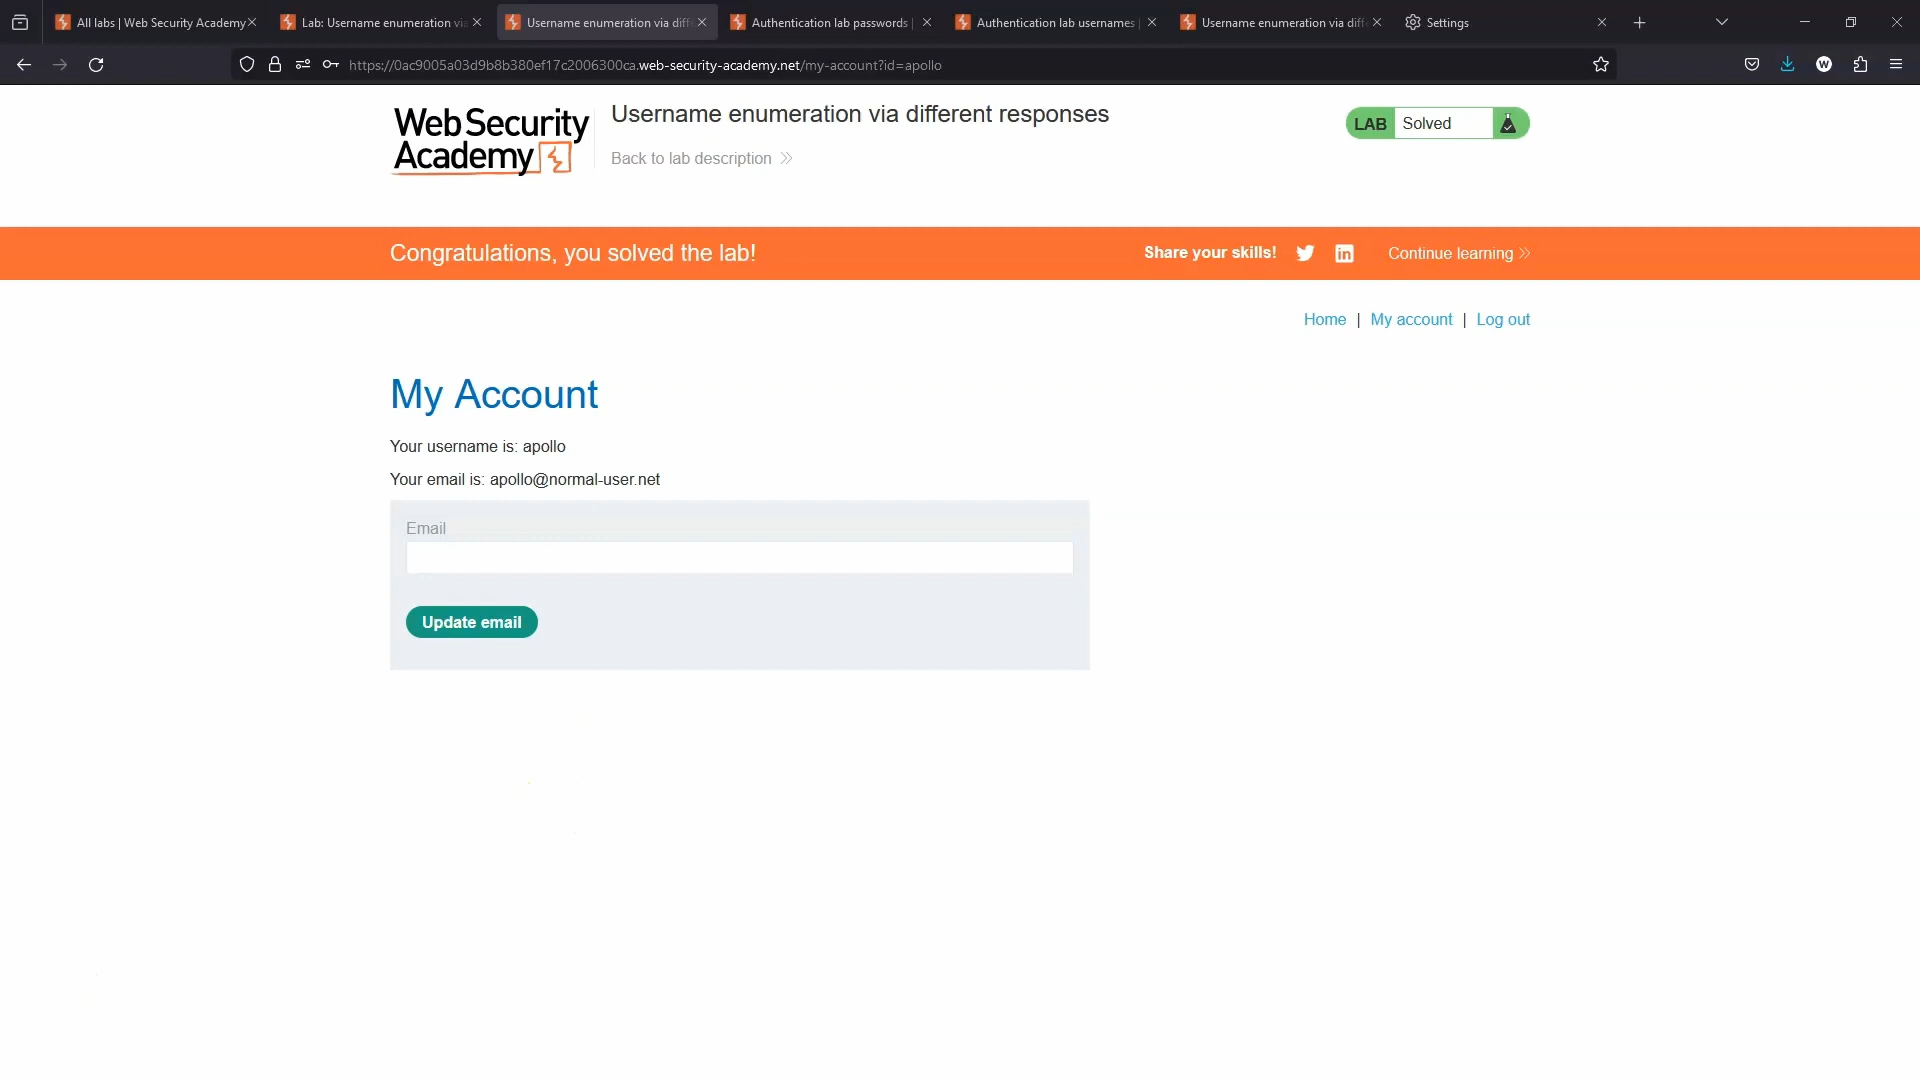 All labs | Web Security Academy
Lab: Username enumeration via
Username enumeration via diff
Authentication lab passwords |
Authentication lab usernames |
Username enumeration via diff
Settings
https://0ac9005a03d9b8b380ef17c2006300ca.web-security-academy.net/my-account?id=apollo
W
Web Security
Academy
Username enumeration via different responses
Back to lab description
LAB
Solved
Congratulations, you solved the lab!
Share your skills!
in
Continue learning
Home | My account | Log out
My Account
Your username is: apollo
Your email is: apollo@normal-user.net
Email
Update email